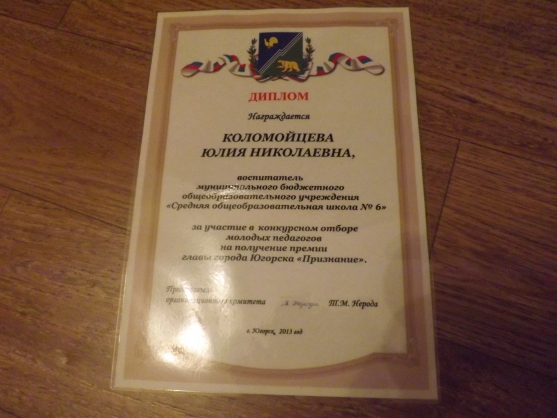 ДИПЛОМ
Награждается
КОЛОМОЙЦЕВА
ЮЛИЯ НИКОЛАЕВНА,
воспитатель
муниципального бюджетного
общеобразовательного учреждения
«Средняя общеобразовательная школа № 6»
за участие в конкурсном отборе
молодых педагогов
на получение премии
главы города Югорска «Признание».
организационного комитета Т.М. Нерода
г. Югорск, 2013 год